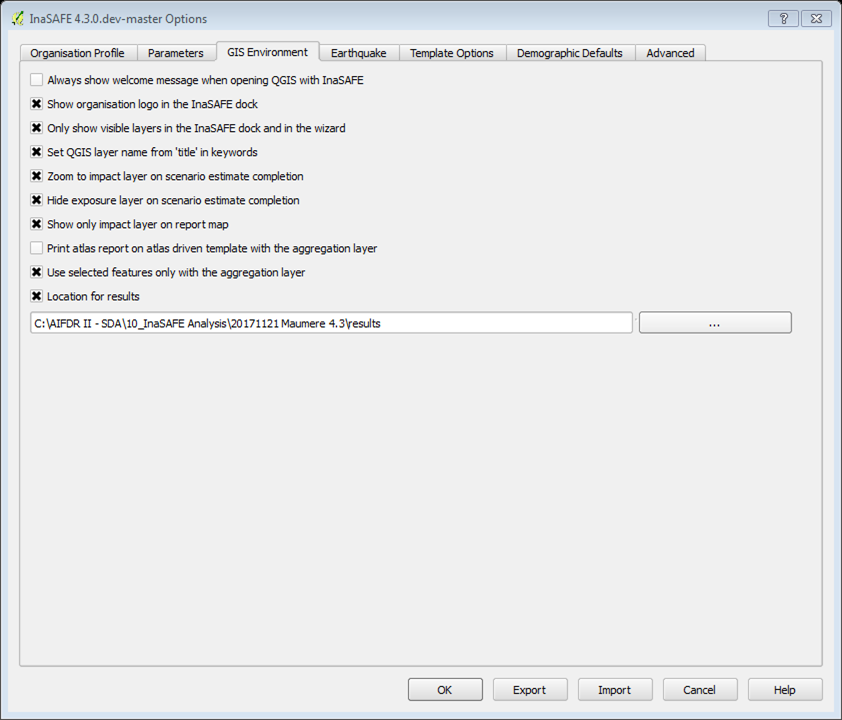 InaSAFE 4.3.0.dev-master Options
Organisation Profile Parameters GIS Environment Earthquake Template Options Demographic Defaults Advanced
Always show welcome message when opening QGIS with InaSAFE
Show organisation logo in the InaSAFE dock
Only show visible layers in the InaSAFE dock and in the wizard
Set QGIS layer name from 'title' in keywords
Zoom to impact layer on scenario estimate completion
Hide exposure layer on scenario estimate completion
Show only impact layer on report map
Print atlas report on atlas driven template with the aggregation layer
Use selected features only with the aggregation layer
Location for results
C:\AIFDR II - SDA\10_InaSAFE Analysis\20171121 Maumere 4.3\results ...
OK Export Import Cancel Help